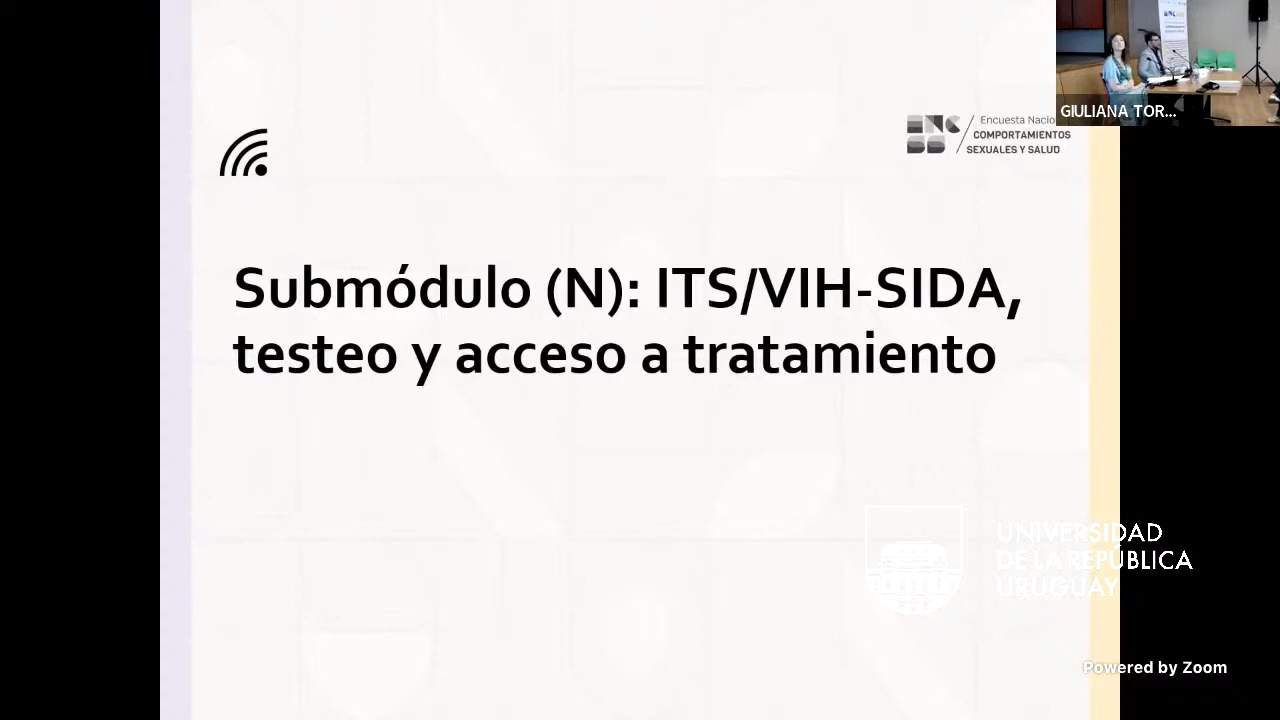 GIULIANA TOR...
Encuesta Nacio
COMPORTAMIENTOS
SEXUALES Y SALUD
Submódulo (N): ITS/VIH-SIDA,
testeo y acceso a tratamiento
UNIVERSIDAD
DE LA REPÚBLICA
URUGUAY
Powered by Zoom